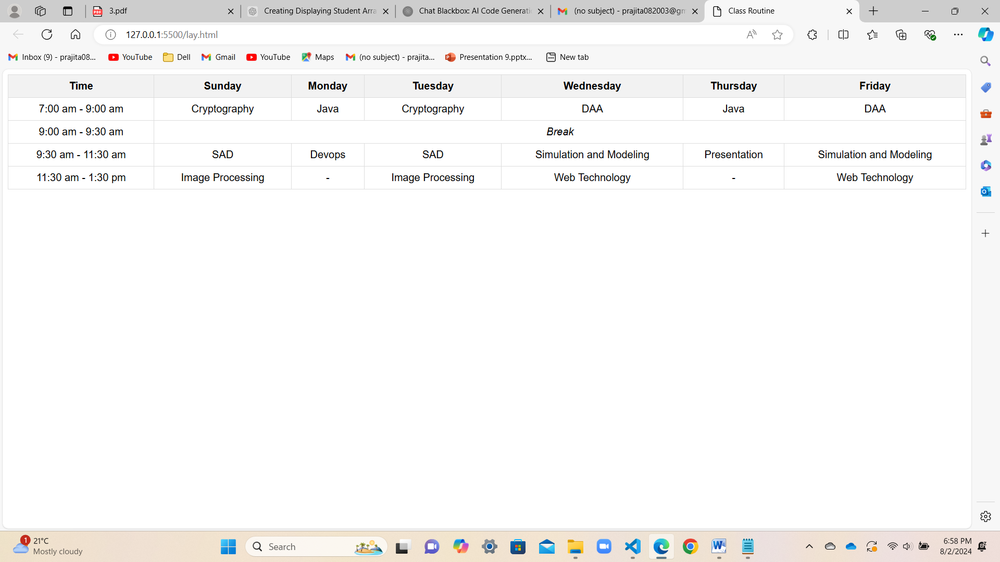 3.pdf
Creating Displaying Student Arra
Chat Blackbox: AI Code Generati
(no subject) - prajita082003@gm
Class Routine
127.0.0.1:5500/lay.html
Inbox (9) - prajita08...
YouTube
Dell
Gmail
YouTube
Maps
(no subject) - prajita...
Presentation 9.pptx...
New tab
Time Sunday Monday Tuesday Wednesday Thursday Friday
7:00 am - 9:00 am Cryptography Java Cryptography DAA Java DAA
9:00 am - 9:30 am Break
9:30 am - 11:30 am SAD Devops SAD Simulation and Modeling Presentation Simulation and Modeling
11:30 am - 1:30 pm Image Processing - Image Processing Web Technology - Web Technology
1
21°C
Mostly cloudy
Search
6:58 PM
8/2/2024